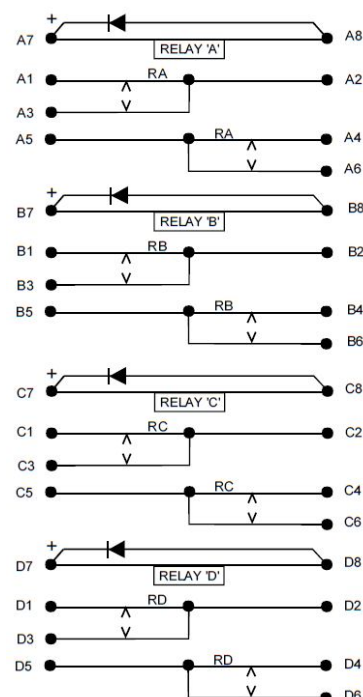 +
A7 A8
RELAY 'A'
A1 RA A2
A3
A5 RA A4
A6
+
B7 B8
RELAY 'B'
B1 RB B2
B3
B5 RB B4
B6
+
C7 C8
RELAY 'C'
C1 RC C2
C3
C5 RC C4
C6
+
D7 D8
RELAY 'D'
D1 RD D2
D3
D5 RD D4
D6